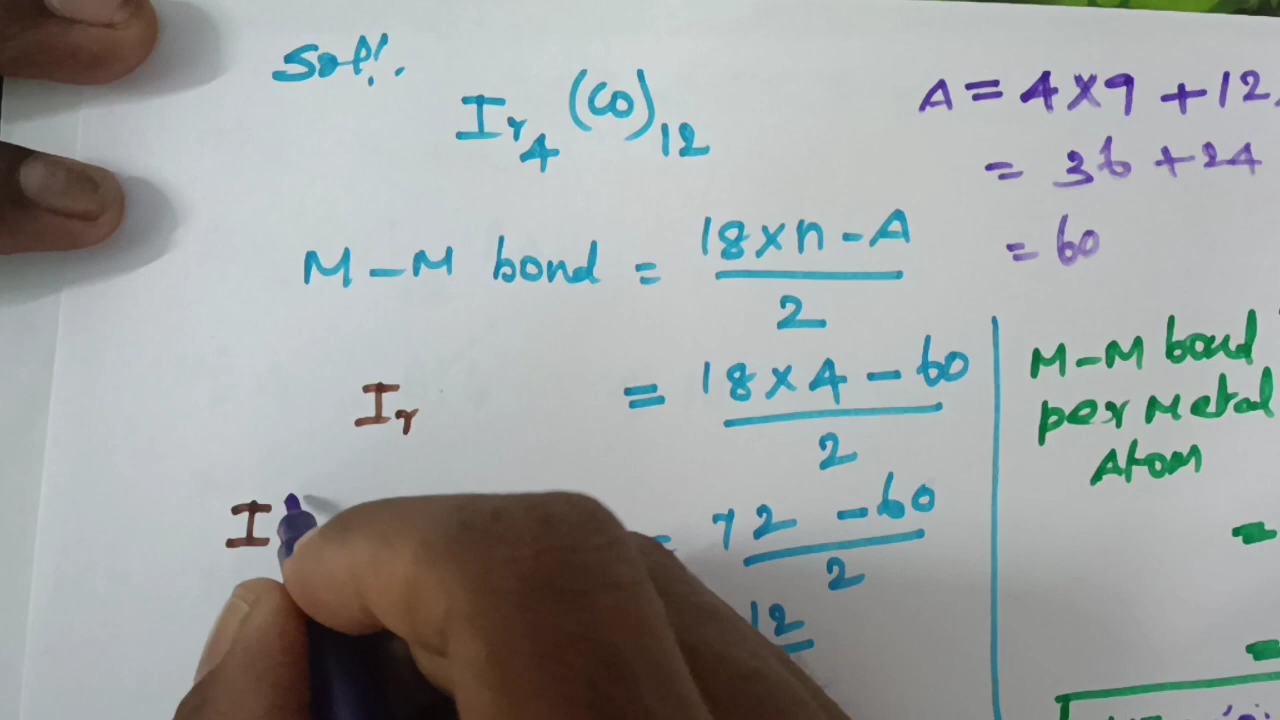 Soln.
Ir4 (CO)12
M-M bond = 18×n-A
2
= 18×4-60
2
72-60
2
12
Ir
I
A = 4×9+12
= 36+24
= 60
M-M bond
per Metal
Atom
=
=